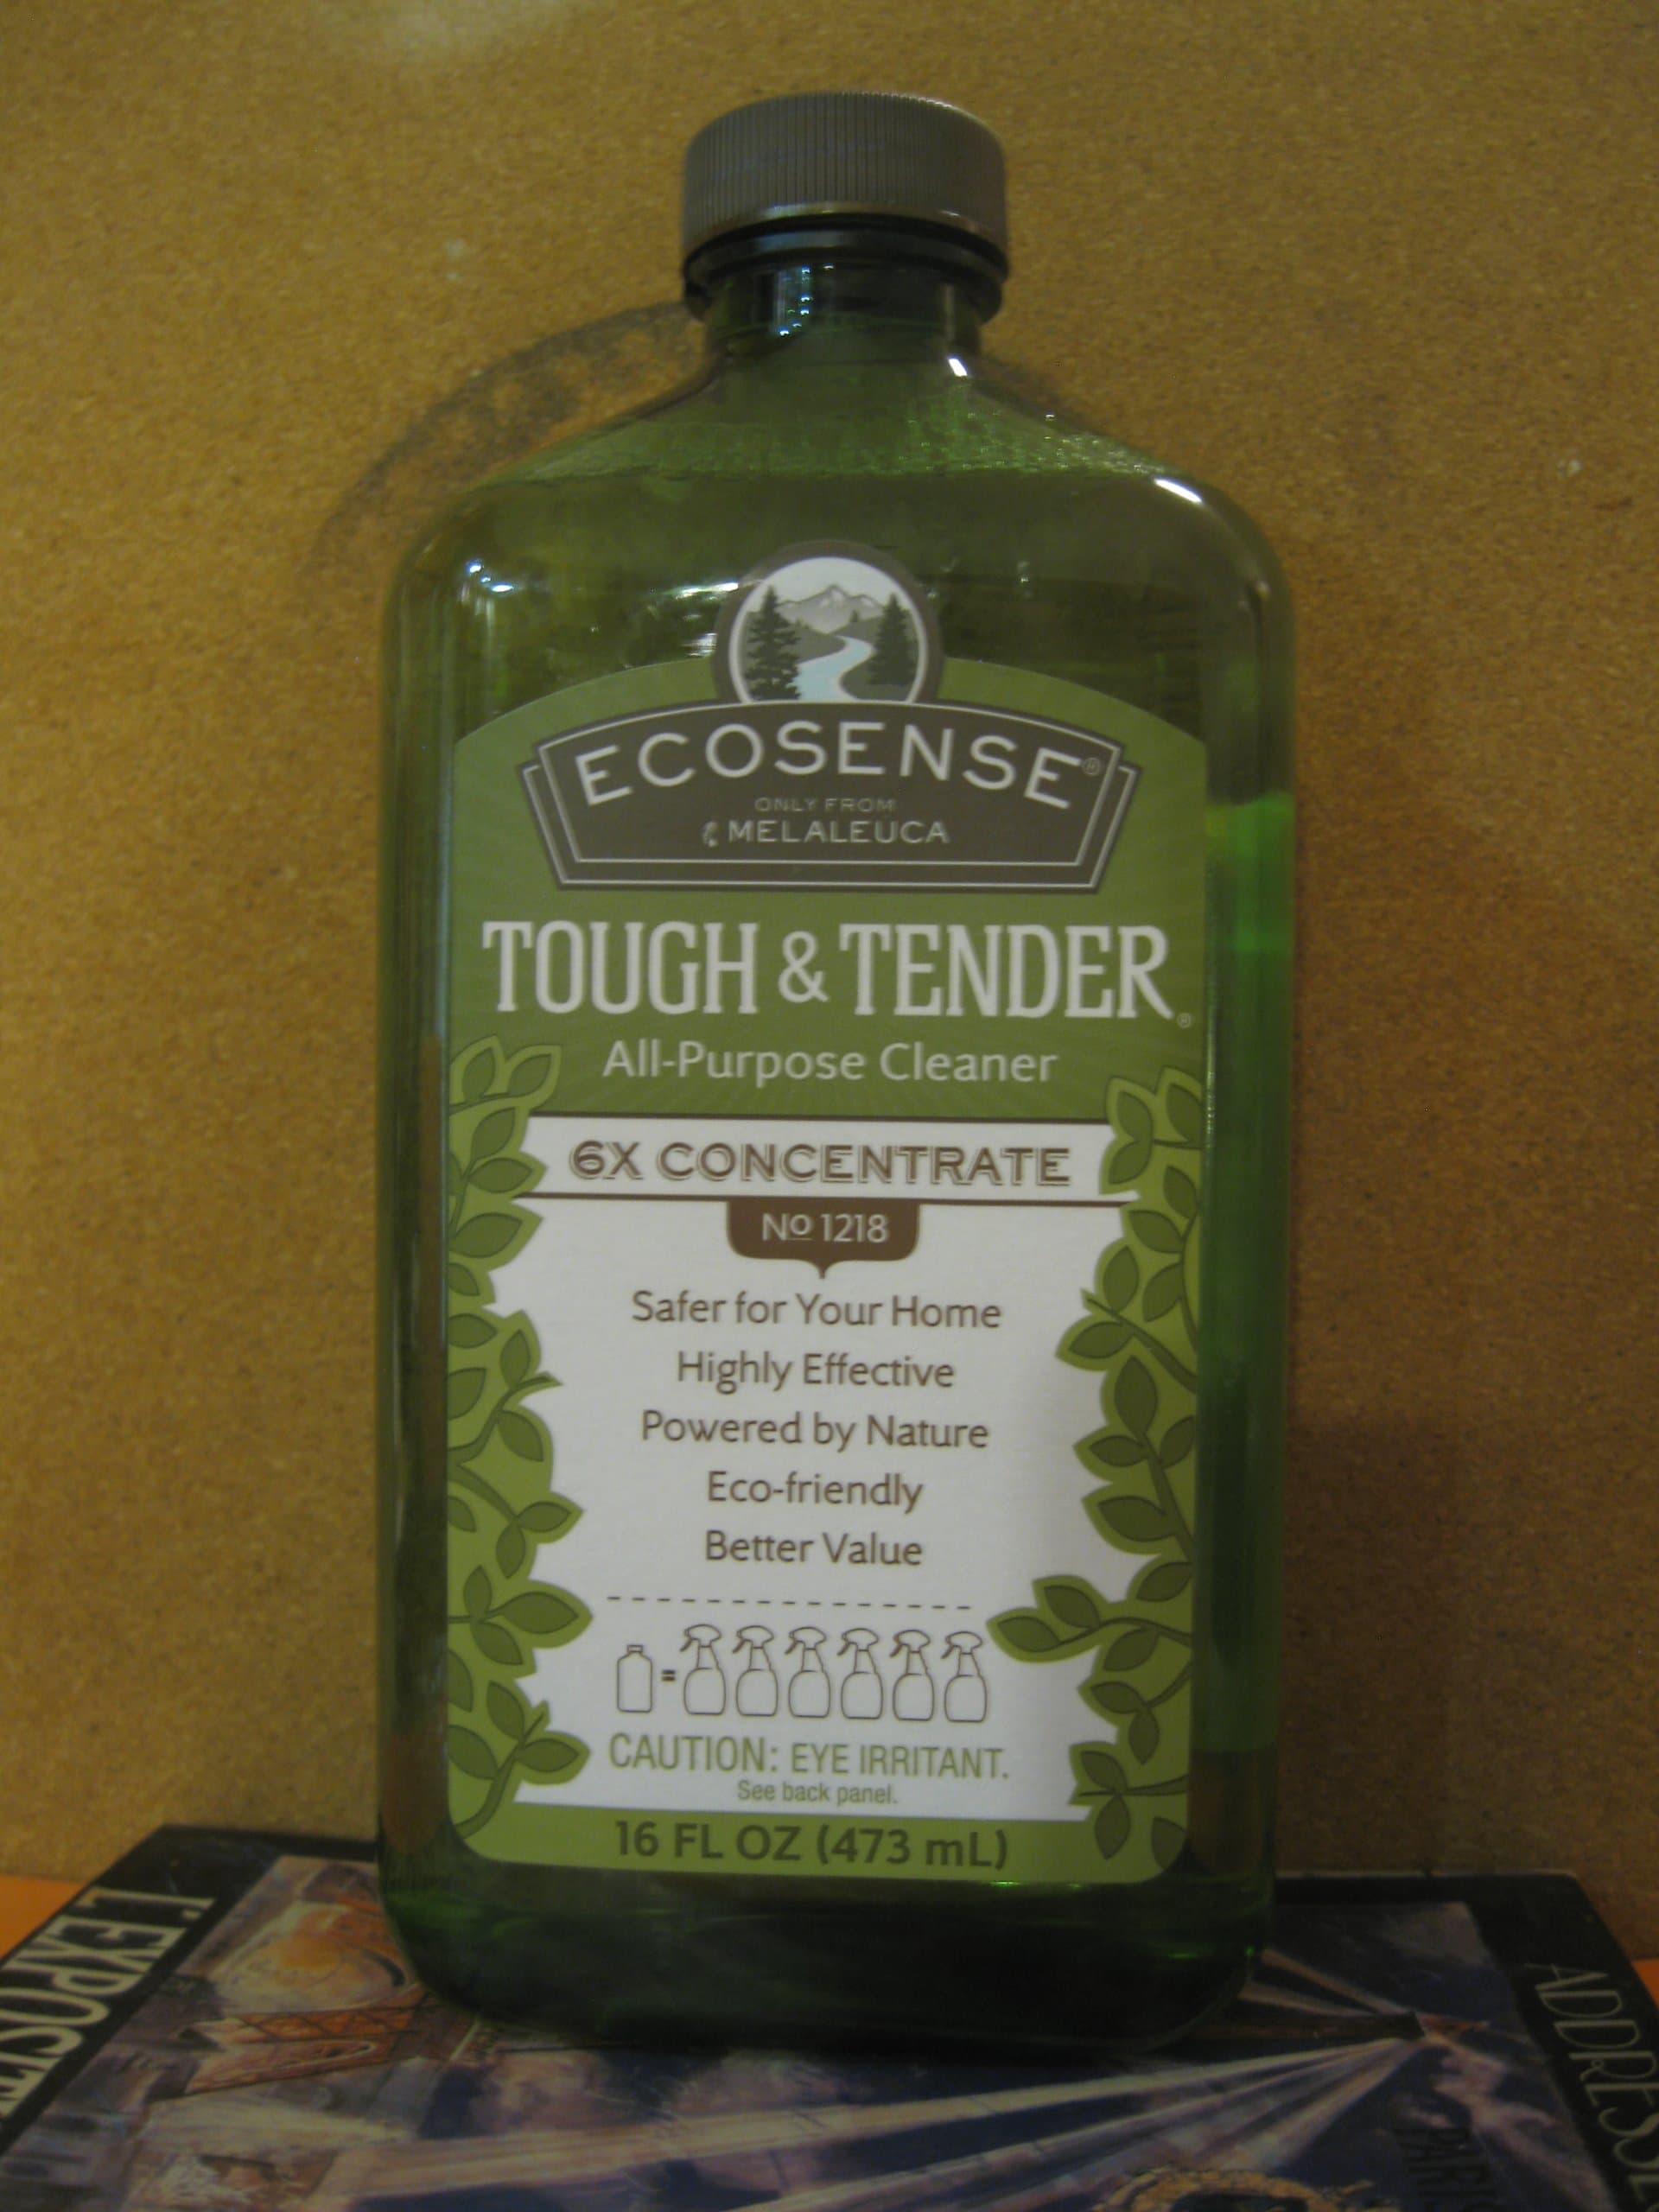 ECOSENSE®
ONLY FROM
MELALEUCA
TOUGH & TENDER®
All-Purpose Cleaner
6X CONCENTRATE
Nº 1218
Safer for Your Home
Highly Effective
Powered by Nature
Eco-friendly
Better Value
=
CAUTION: EYE IRRITANT.
See back panel.
16 FL OZ (473 mL)